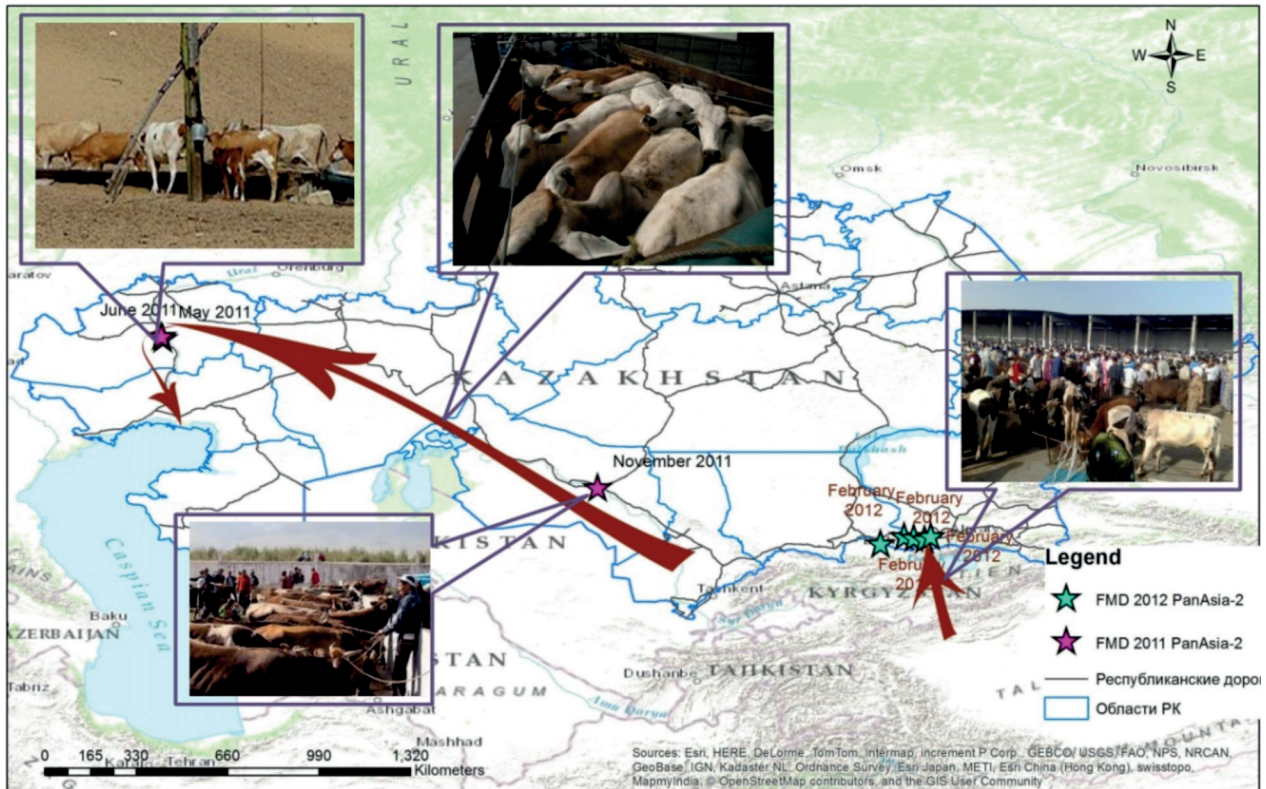 URAL
N
W E
S
Omsk
Novosibirsk
Ural
Orenburg
Astana
June 2011
May 2011
KAZAKHSTAN
November 2011
February
2012
February
2012
February
2012
KISTAN
Tashkent
Syr Darya
KYRGYZSTAN
Caspian Sea
Baku
AZERBAIJAN
Tabriz
STAN
ARAGUM
Dushanbe
TAJIKISTAN
Ashgabat
Amu Darya
Mashhad
Tehran
Legend
FMD 2012 PanAsia-2
FMD 2011 PanAsia-2
Республиканские дорог
Области РК
0 165 330 660 990 1,320
Kilometers
Sources: Esri, HERE, DeLorme, TomTom, Intermap, increment P Corp., GEBCO, USGS, FAO, NPS, NRCAN,
GeoBase, IGN, Kadaster NL, Ordnance Survey, Esri Japan, METI, Esri China (Hong Kong), swisstopo,
MapmyIndia, © OpenStreetMap contributors, and the GIS User Community